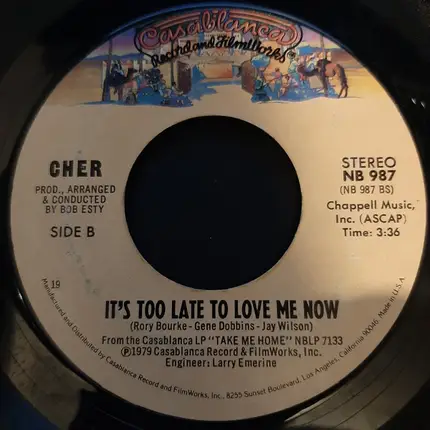 Casablanca
Record and FilmWorks
CHER
PROD., ARRANGED
& CONDUCTED
BY BOB ESTY
SIDE B
STEREO
NB 987
(NB 987 BS)
Chappell Music,
Inc. (ASCAP)
Time: 3:36
19
IT'S TOO LATE TO LOVE ME NOW
(Rory Bourke - Gene Dobbins - Jay Wilson)
From the Casablanca LP "TAKE ME HOME" NBLP 7133
Ⓟ1979 Casablanca Record & FilmWorks, Inc.
Engineer: Larry Emerine
Manufactured and Distributed by Casablanca Record and FilmWorks, Inc., 8255 Sunset Boulevard, Los Angeles, California 90046 Made in U.S.A.